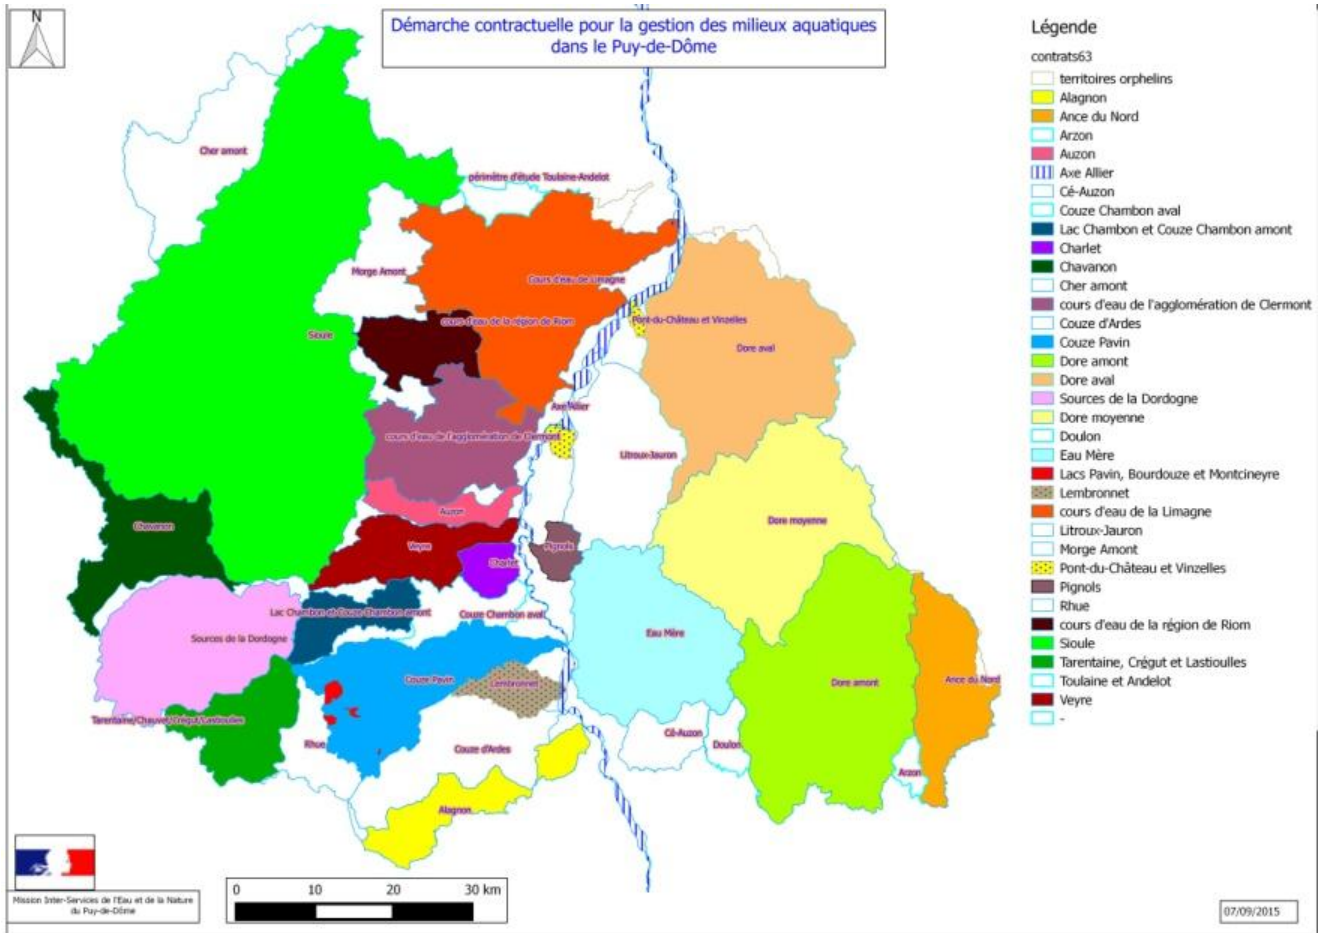 N
Démarche contractuelle pour la gestion des milieux aquatiques
dans le Puy-de-Dôme
Cher amont
périmètre d'étude Toulaine-Andelot
Morge Amont
Cours d'eau de Limagne
cours d'eau de la région de Riom
Pont-du-Château et Vinzelles
Sioule
Dore aval
Axe Allier
cours d'eau de l'agglomération de Clermont
Litroux-Jauron
Auzon
Dore moyenne
Chavanon
Veyre
Pignols
Charlet
Lac Chambon et Couze Chambon amont
Couze Chambon aval
Sources de la Dordogne
Eau Mère
Couze Pavin
Lembronnet
Dore amont
Ance du Nord
Tarentaine/Chauvet/Crégut/Lastioulles
Rhue
Couze d'Ardes
Cé-Auzon
Doulon
Arzon
Alagnon
Légende
contrats63
territoires orphelins
Alagnon
Ance du Nord
Arzon
Auzon
Axe Allier
Cé-Auzon
Couze Chambon aval
Lac Chambon et Couze Chambon amont
Charlet
Chavanon
Cher amont
cours d'eau de l'agglomération de Clermont
Couze d'Ardes
Couze Pavin
Dore amont
Dore aval
Sources de la Dordogne
Dore moyenne
Doulon
Eau Mère
Lacs Pavin, Bourdouze et Montcineyre
Lembronnet
cours d'eau de la Limagne
Litroux-Jauron
Morge Amont
Pont-du-Château et Vinzelles
Pignols
Rhue
cours d'eau de la région de Riom
Sioule
Tarentaine, Crégut et Lastioulles
Toulaine et Andelot
Veyre
-
Mission Inter-Services de l'Eau et de la Nature
du Puy-de-Dôme
0 10 20 30 km
07/09/2015